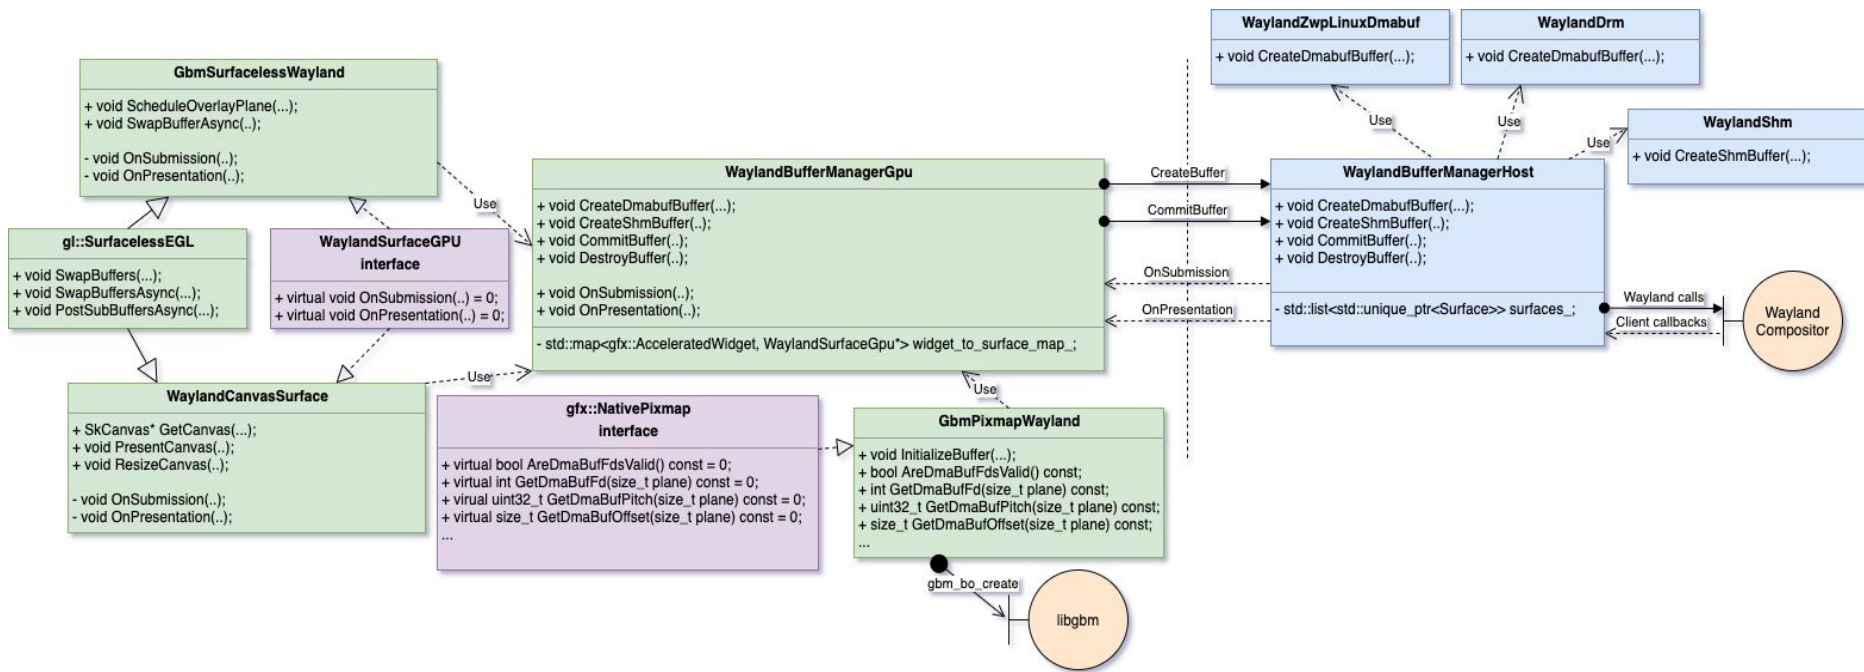 GbmSurfacelessWayland
+ void ScheduleOverlayPlane(...);
+ void SwapBufferAsync(..);
- void OnSubmission(..);
- void OnPresentation(..);
gl::SurfacelessEGL
+ void SwapBuffers(...);
+ void SwapBuffersAsync(...);
+ void PostSubBuffersAsync(...);
WaylandSurfaceGPU
interface
+ virtual void OnSubmission(..) = 0;
+ virtual void OnPresentation(..) = 0;
WaylandCanvasSurface
+ SkCanvas* GetCanvas(...);
+ void PresentCanvas(..);
+ void ResizeCanvas(..);
- void OnSubmission(..);
- void OnPresentation(..);
Use
Use
WaylandBufferManagerGpu
+ void CreateDmabufBuffer(...);
+ void CreateShmBuffer(..);
+ void CommitBuffer(..);
+ void DestroyBuffer(..);
+ void OnSubmission(..);
+ void OnPresentation(..);
- std::map<gfx::AcceleratedWidget, WaylandSurfaceGpu*> widget_to_surface_map_;
gfx::NativePixmap
interface
+ virtual bool AreDmaBufFdsValid() const = 0;
+ virtual int GetDmaBufFd(size_t plane) const = 0;
+ virual uint32_t GetDmaBufPitch(size_t plane) const = 0;
+ virtual size_t GetDmaBufOffset(size_t plane) const = 0;
...
Use
GbmPixmapWayland
+ void InitializeBuffer(...);
+ bool AreDmaBufFdsValid() const;
+ int GetDmaBufFd(size_t plane) const;
+ uint32_t GetDmaBufPitch(size_t plane) const;
+ size_t GetDmaBufOffset(size_t plane) const;
...
gbm_bo_create
libgbm
CreateBuffer
CommitBuffer
OnSubmission
OnPresentation
WaylandZwpLinuxDmabuf
+ void CreateDmabufBuffer(...);
WaylandDrm
+ void CreateDmabufBuffer(...);
WaylandShm
+ void CreateShmBuffer(...);
Use
Use
Use
WaylandBufferManagerHost
+ void CreateDmabufBuffer(...);
+ void CreateShmBuffer(..);
+ void CommitBuffer(..);
+ void DestroyBuffer(..);
- std::list<std::unique_ptr<Surface>> surfaces_;
Wayland calls
Client callbacks
Wayland
Compositor